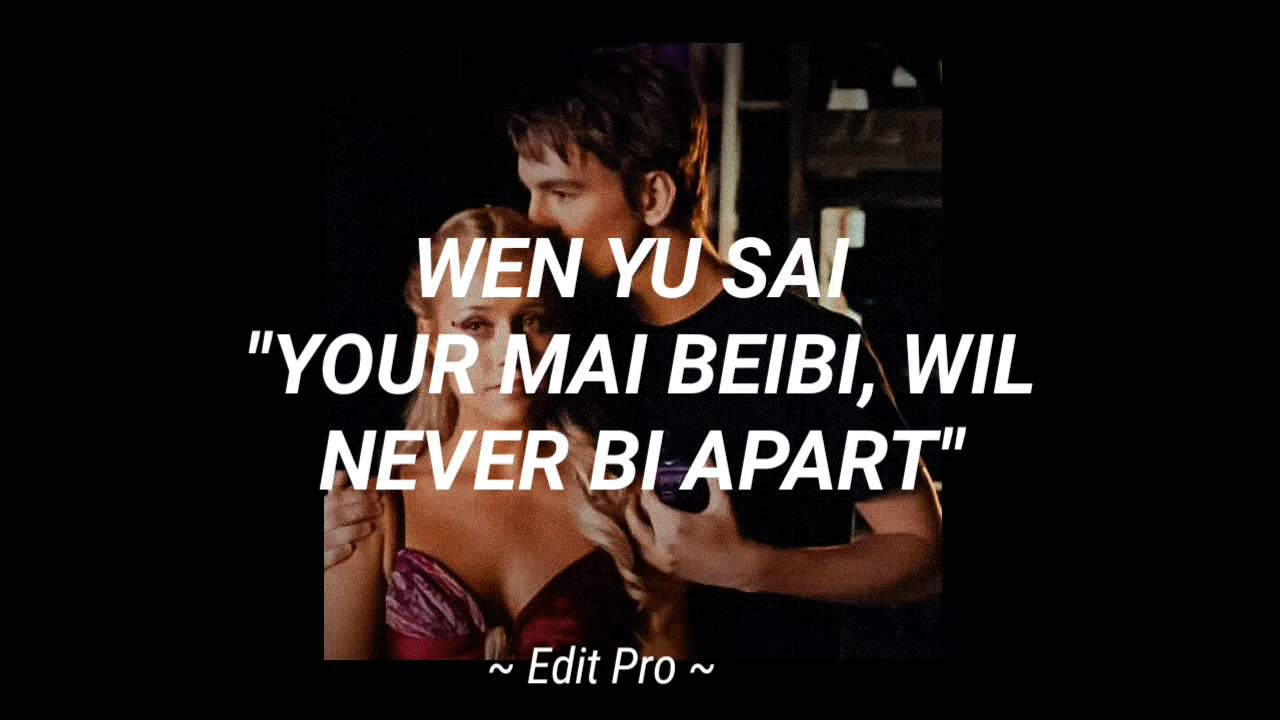 WEN YU SAI
"YOUR MAI BEIBI, WIL
NEVER BI APART"
~ Edit Pro ~